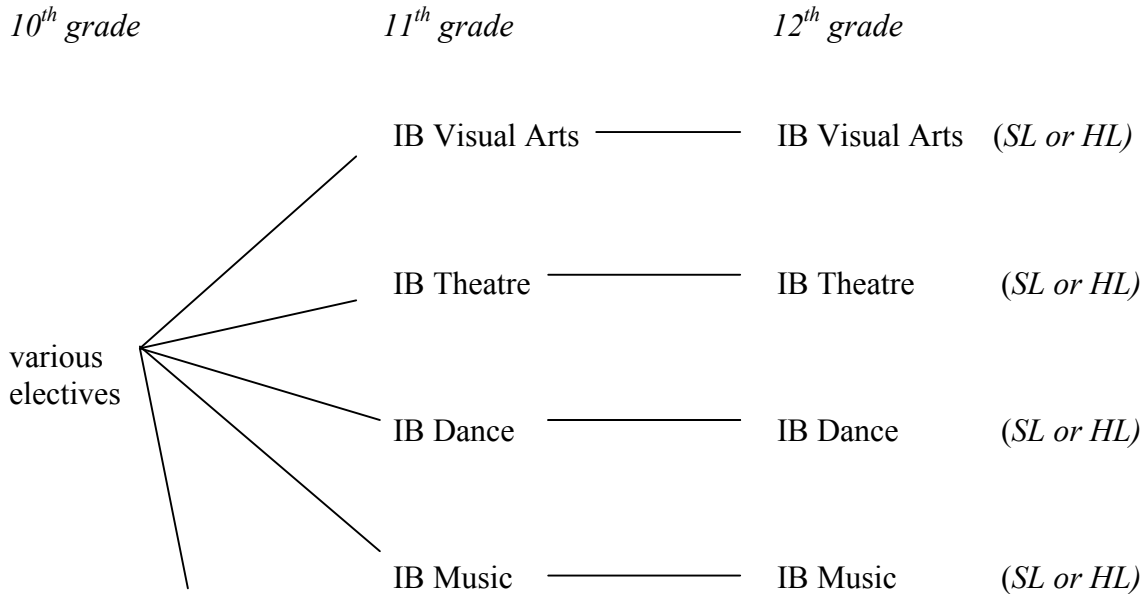 10th grade 11th grade 12th grade
IB Visual Arts IB Visual Arts (SL or HL)
IB Theatre IB Theatre (SL or HL)
various
electives
IB Dance IB Dance (SL or HL)
IB Music IB Music (SL or HL)